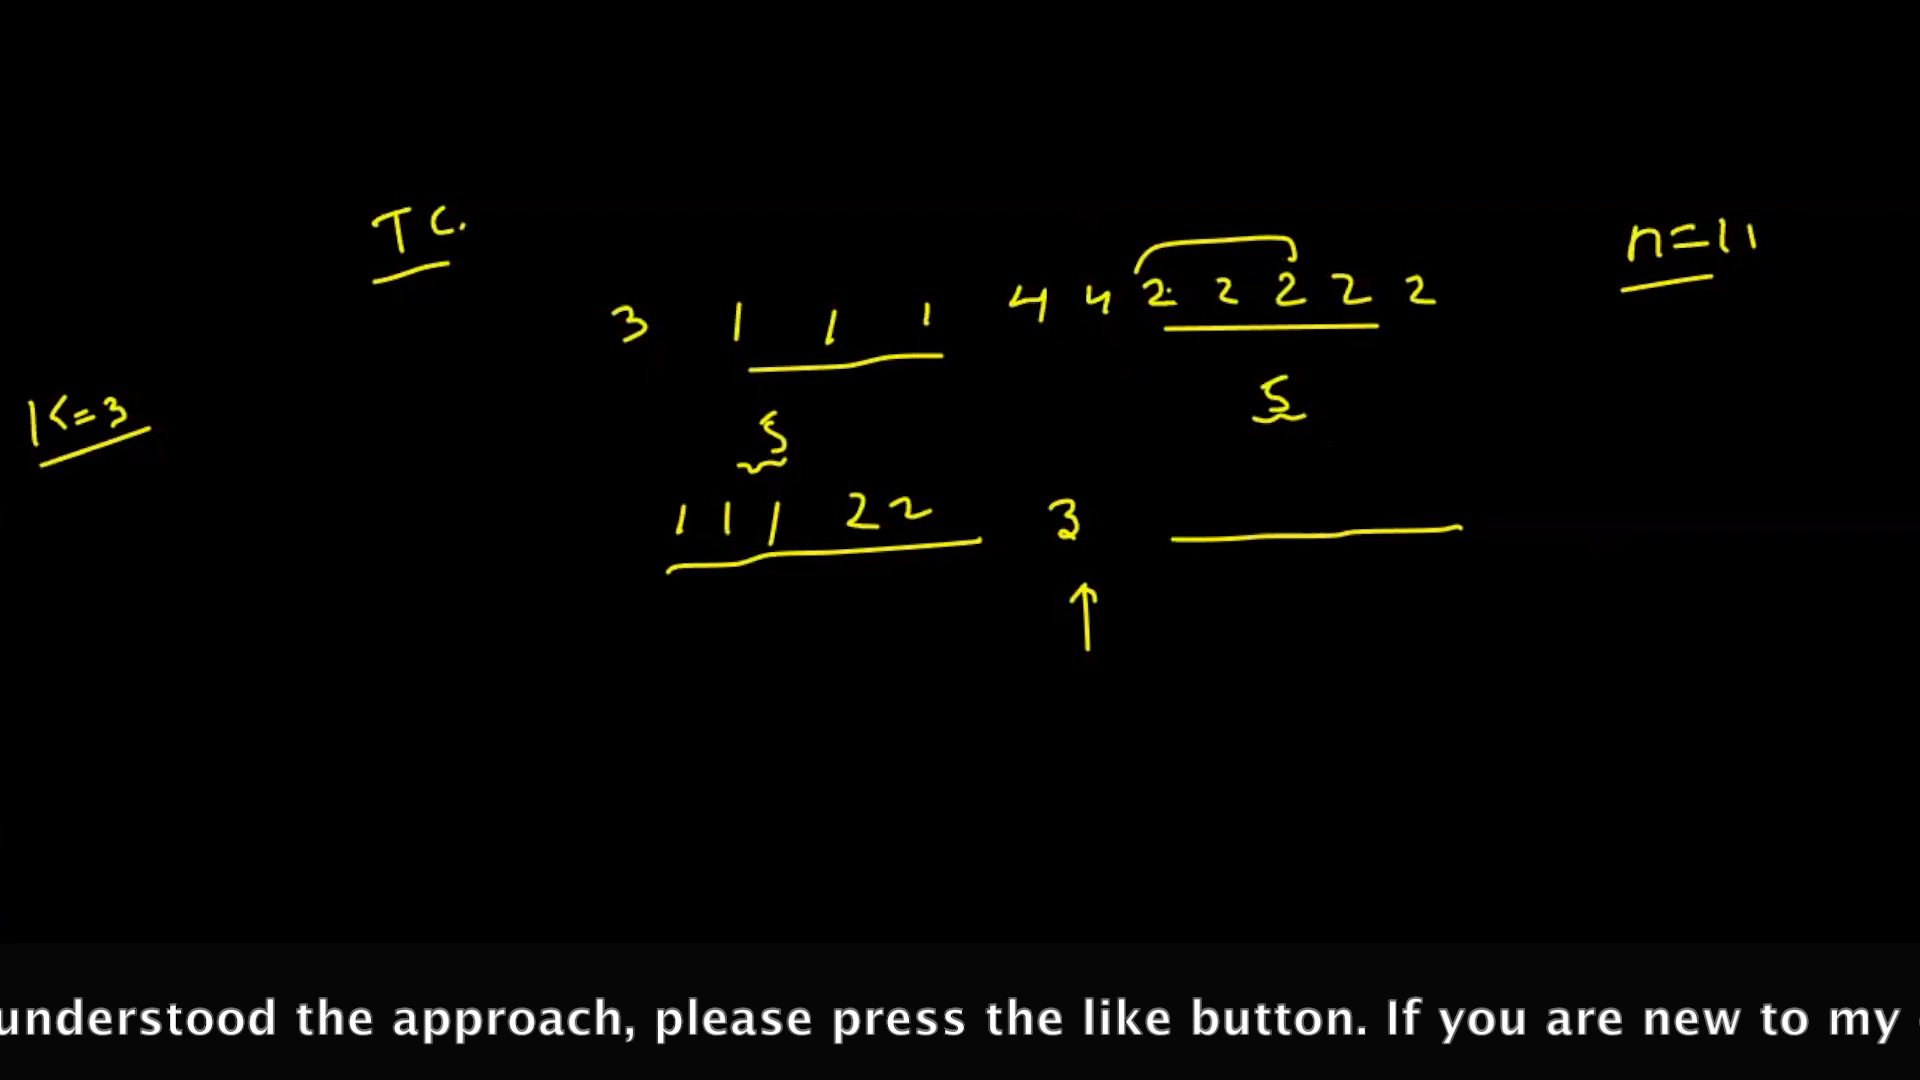 TC.
n=11
3 1 1 1 4 4 2 2 2 2 2
K=3
5 5
1 1 1 2 2 3
understood the approach, please press the like button. If you are new to my